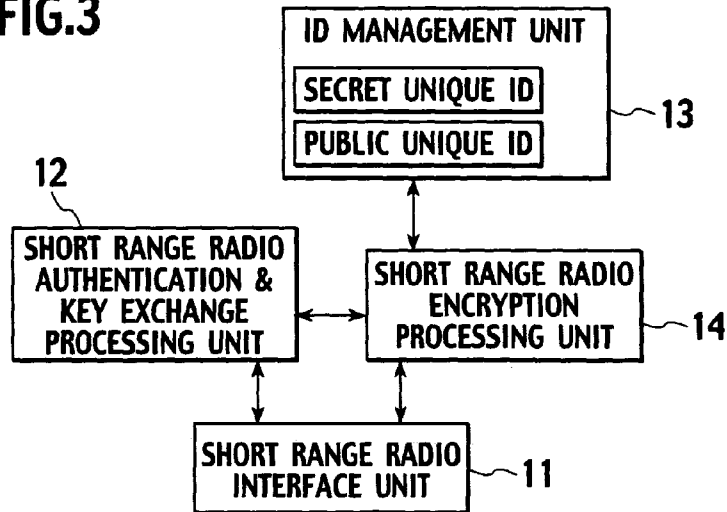 FIG.3
ID MANAGEMENT UNIT
SECRET UNIQUE ID
PUBLIC UNIQUE ID
13
12
SHORT RANGE RADIO
AUTHENTICATION &
KEY EXCHANGE
PROCESSING UNIT
SHORT RANGE RADIO
ENCRYPTION
PROCESSING UNIT
14
SHORT RANGE RADIO
INTERFACE UNIT
11